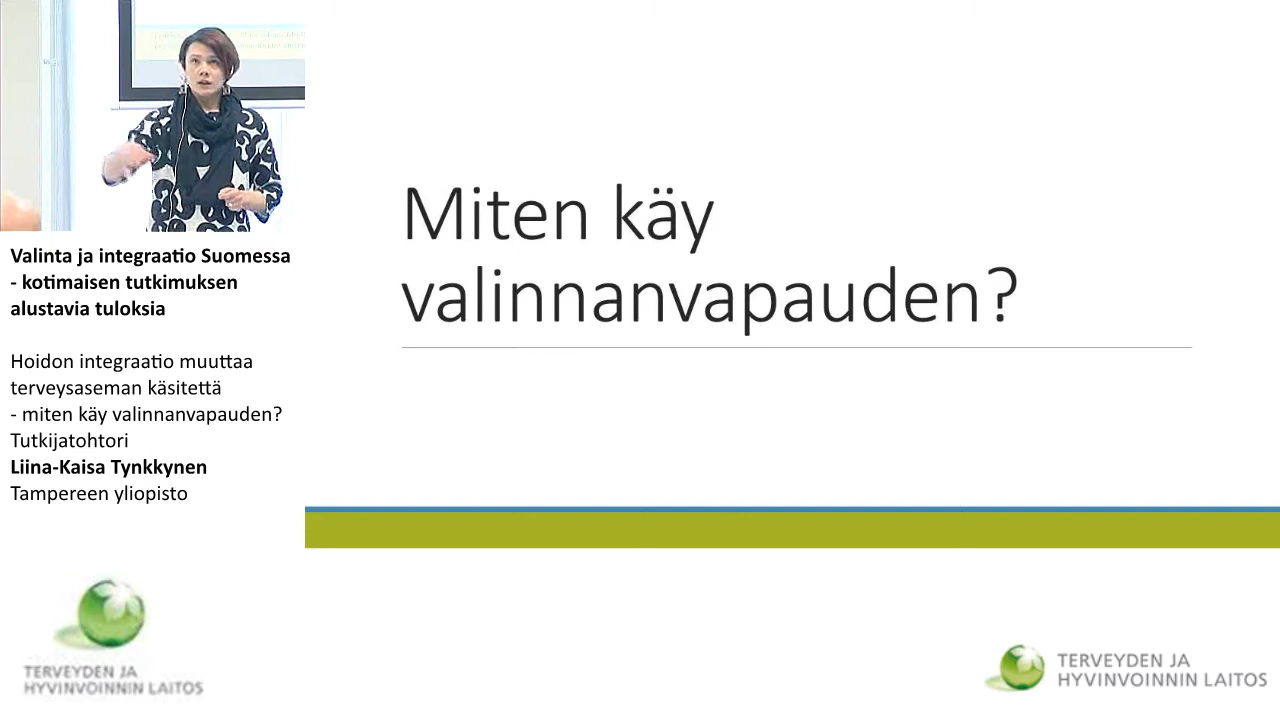 Valinta ja integraatio Suomessa
- kotimaisen tutkimuksen
alustavia tuloksia
Hoidon integraatio muuttaa
terveysaseman käsitettä
- miten käy valinnanvapauden?
Tutkijatohtori
Liina-Kaisa Tynkkynen
Tampereen yliopisto
TERVEYDEN JA
HYVINVOINNIN LAITOS
Miten käy
valinnanvapauden?
TERVEYDEN JA
HYVINVOINNIN LAITOS